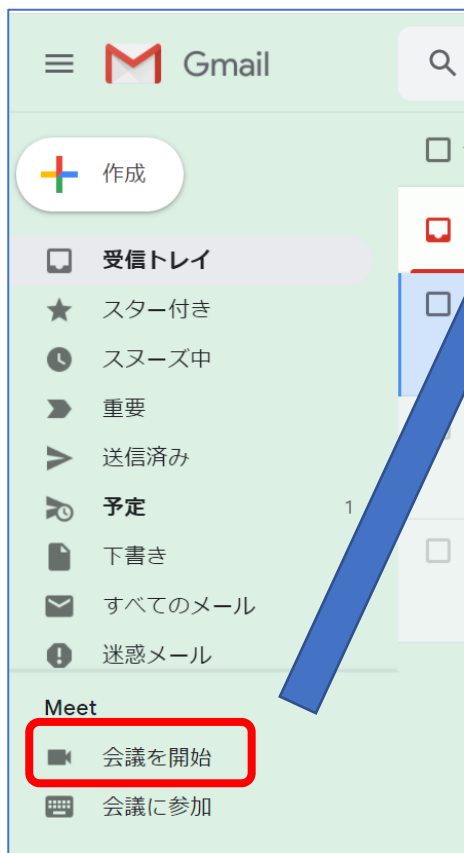 Gmail
作成
受信トレイ
スター付き
スヌーズ中
重要
送信済み
予定 1
下書き
すべてのメール
迷惑メール
Meet
会議を開始
会議に参加